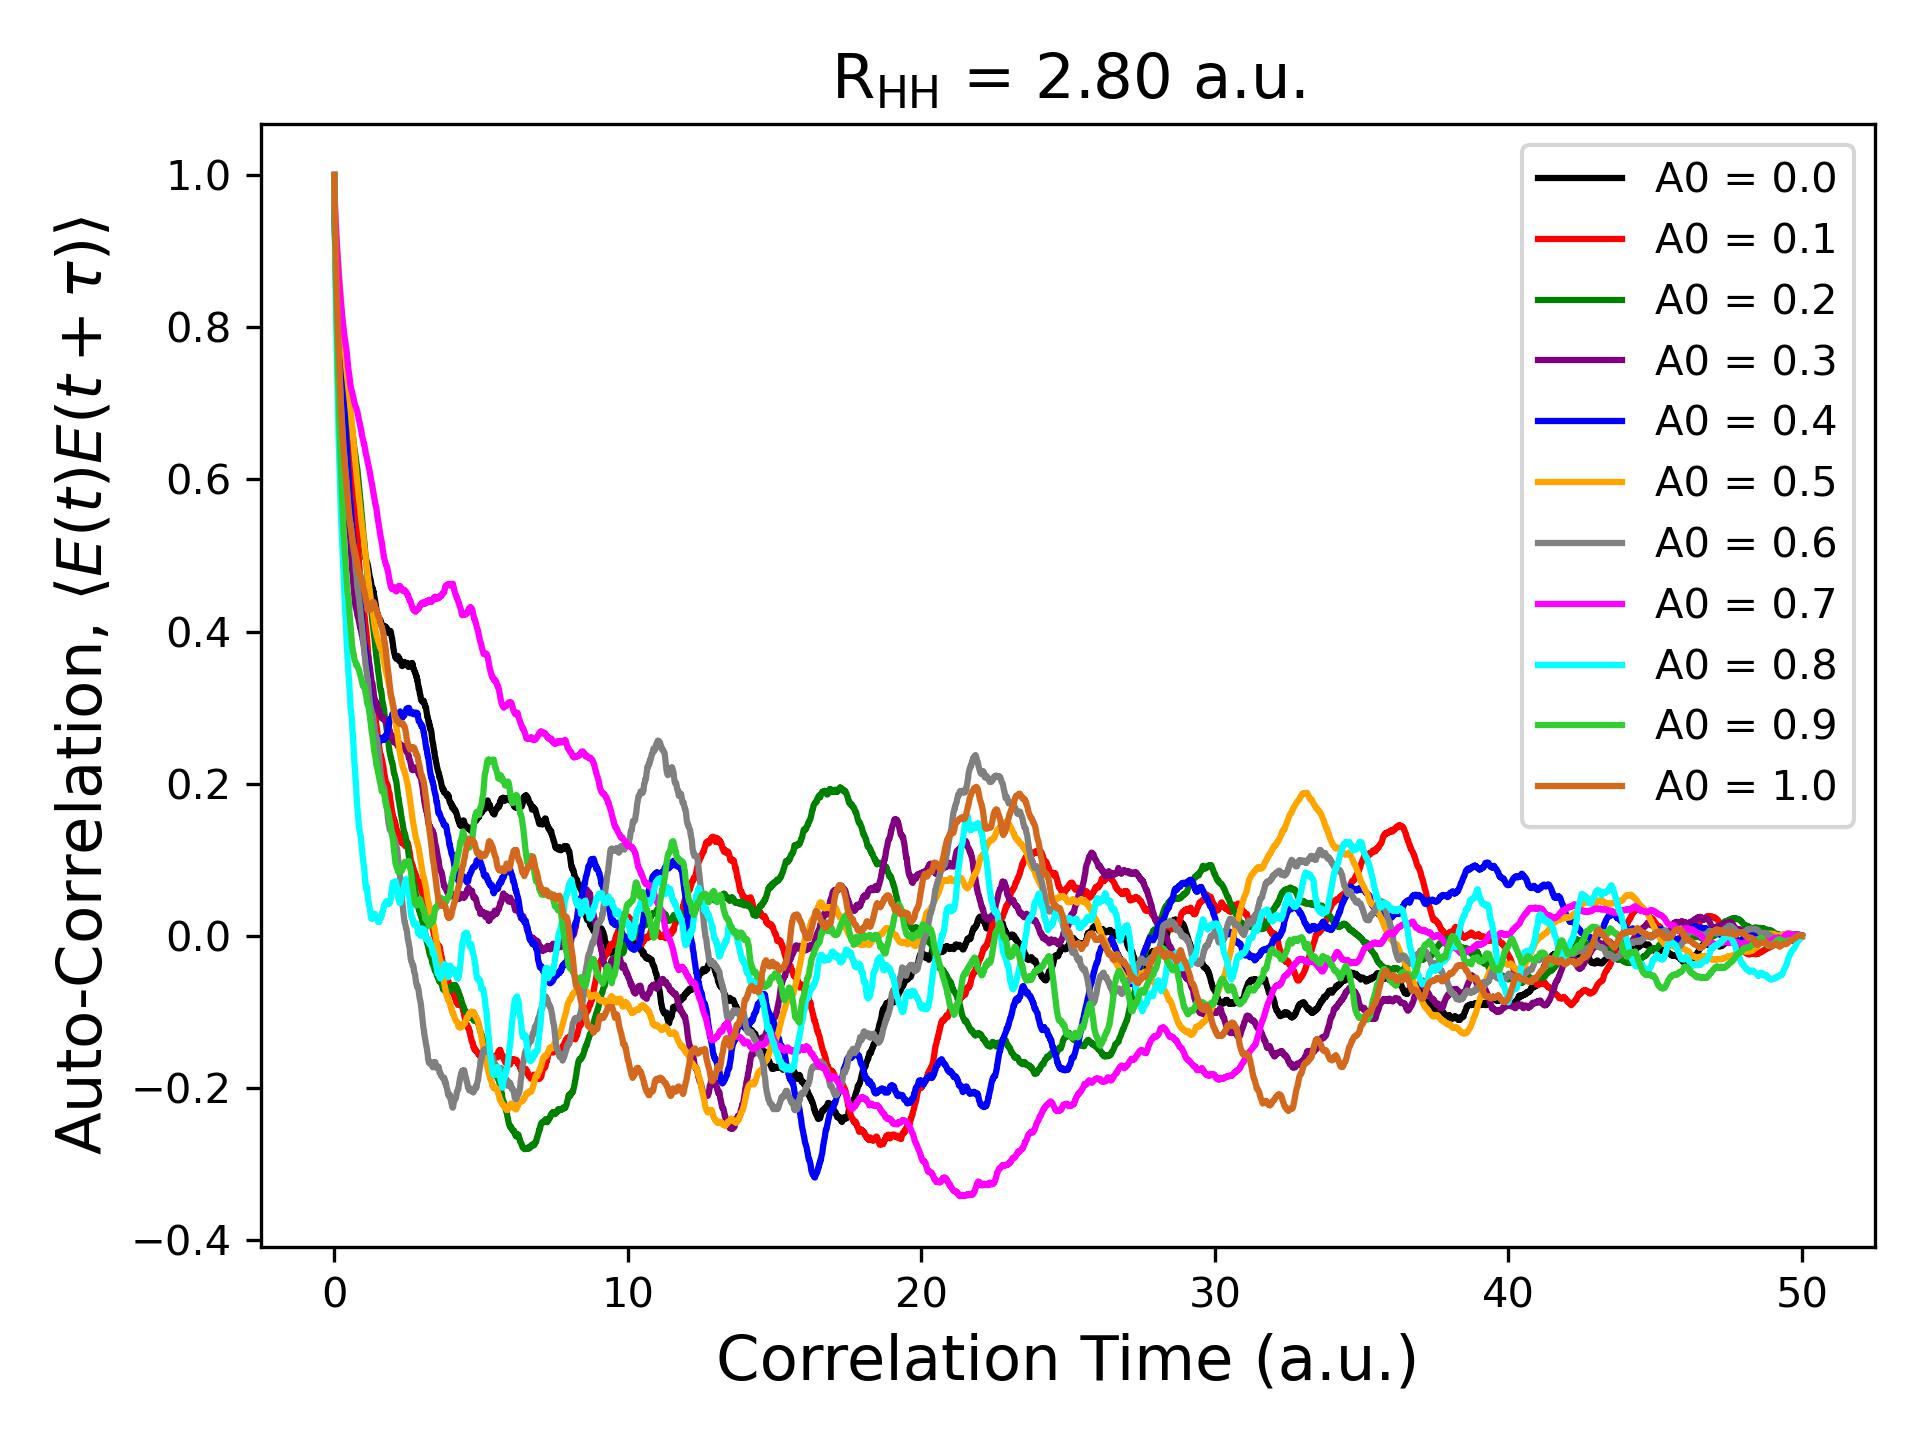 R_HH = 2.80 a.u.
Auto-Correlation, ⟨E(t)E(t + τ)⟩
1.0
0.8
0.6
0.4
0.2
0.0
−0.2
−0.4
A0 = 0.0
A0 = 0.1
A0 = 0.2
A0 = 0.3
A0 = 0.4
A0 = 0.5
A0 = 0.6
A0 = 0.7
A0 = 0.8
A0 = 0.9
A0 = 1.0
0 10 20 30 40 50
Correlation Time (a.u.)